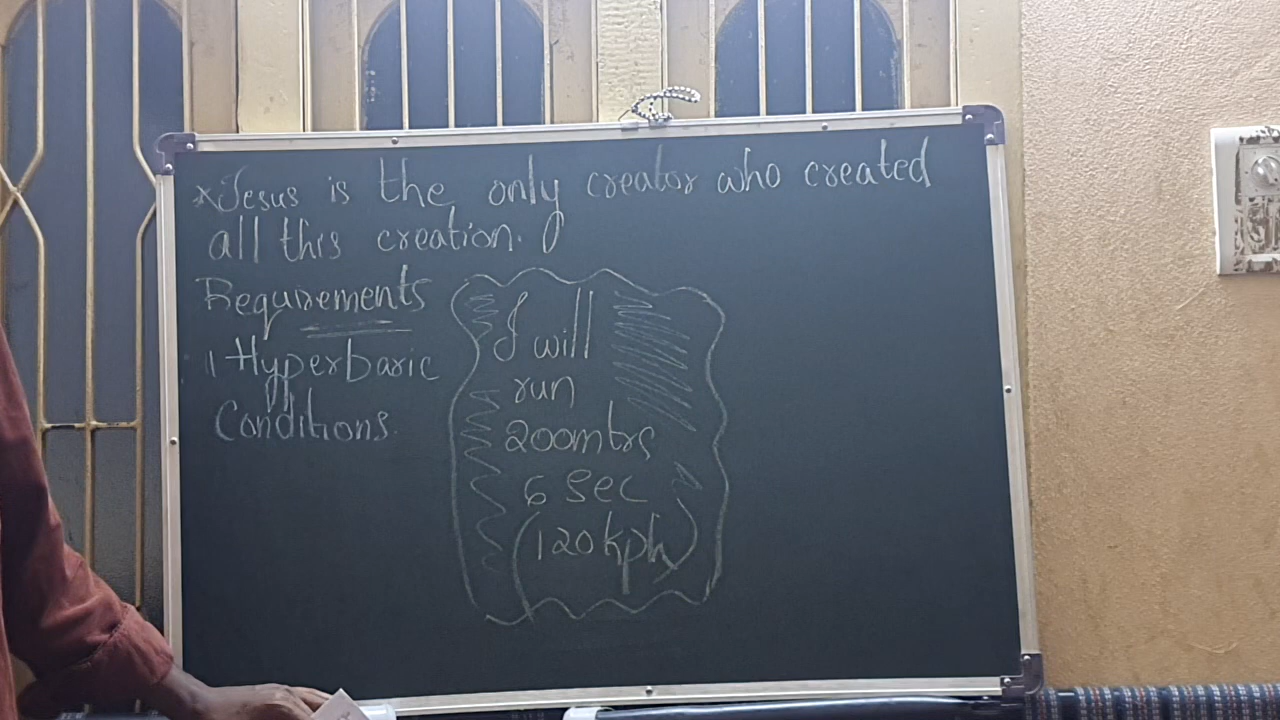 *Jesus is the only creator who created
all this creation.
Requirements
1 Hyperbaric
Conditions.
I will
run
200mtrs
6 Sec
(120kph)